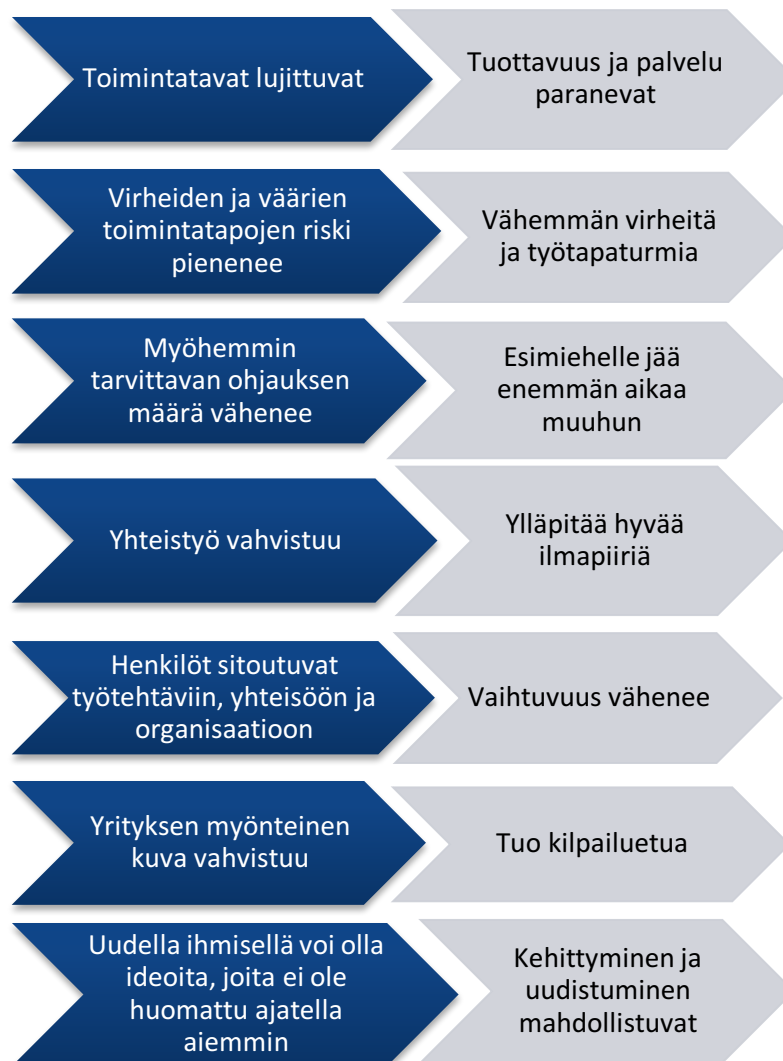 Toimintatavat lujittuvat
Tuottavuus ja palvelu
paranevat
Virheiden ja väärien
toimintatapojen riski
pienenee
Vähemmän virheitä
ja työtapaturmia
Myöhemmin
tarvittavan ohjauksen
määrä vähenee
Esimiehelle jää
enemmän aikaa
muuhun
Yhteistyö vahvistuu
Ylläpitää hyvää
ilmapiiriä
Henkilöt sitoutuvat
työtehtäviin, yhteisöön ja
organisaatioon
Vaihtuvuus vähenee
Yrityksen myönteinen
kuva vahvistuu
Tuo kilpailuetua
Uudella ihmisellä voi olla
ideoita, joita ei ole
huomattu ajatella
aiemmin
Kehittyminen ja
uudistuminen
mahdollistuvat